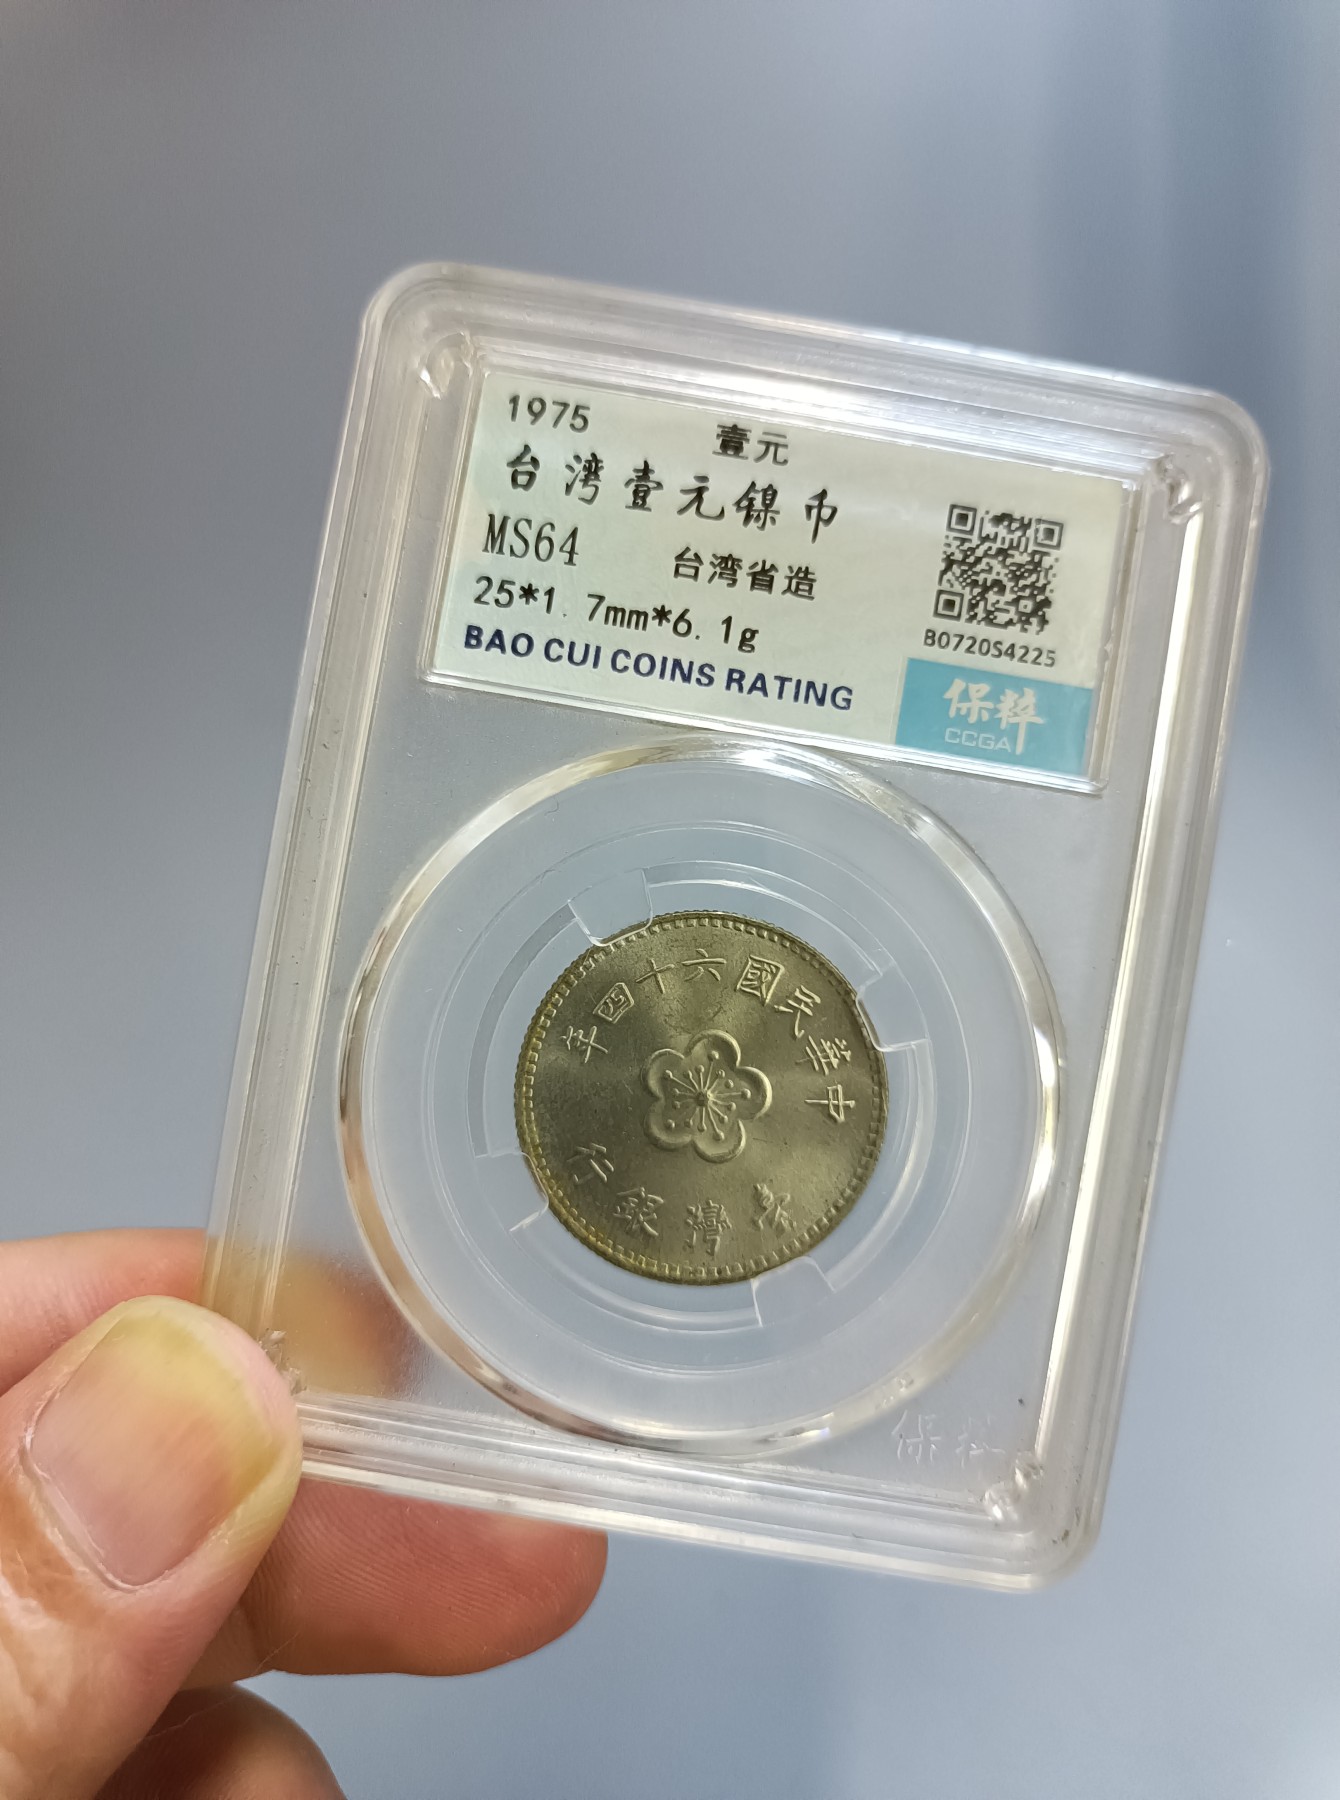 1975
壹元
台湾壹元镍币
MS64
台湾省造
25*1.7mm*6.1g
BAO CUI COINS RATING
B0720S4225
保粹
CCGA
中華民國六十四年
臺灣銀行
保粹